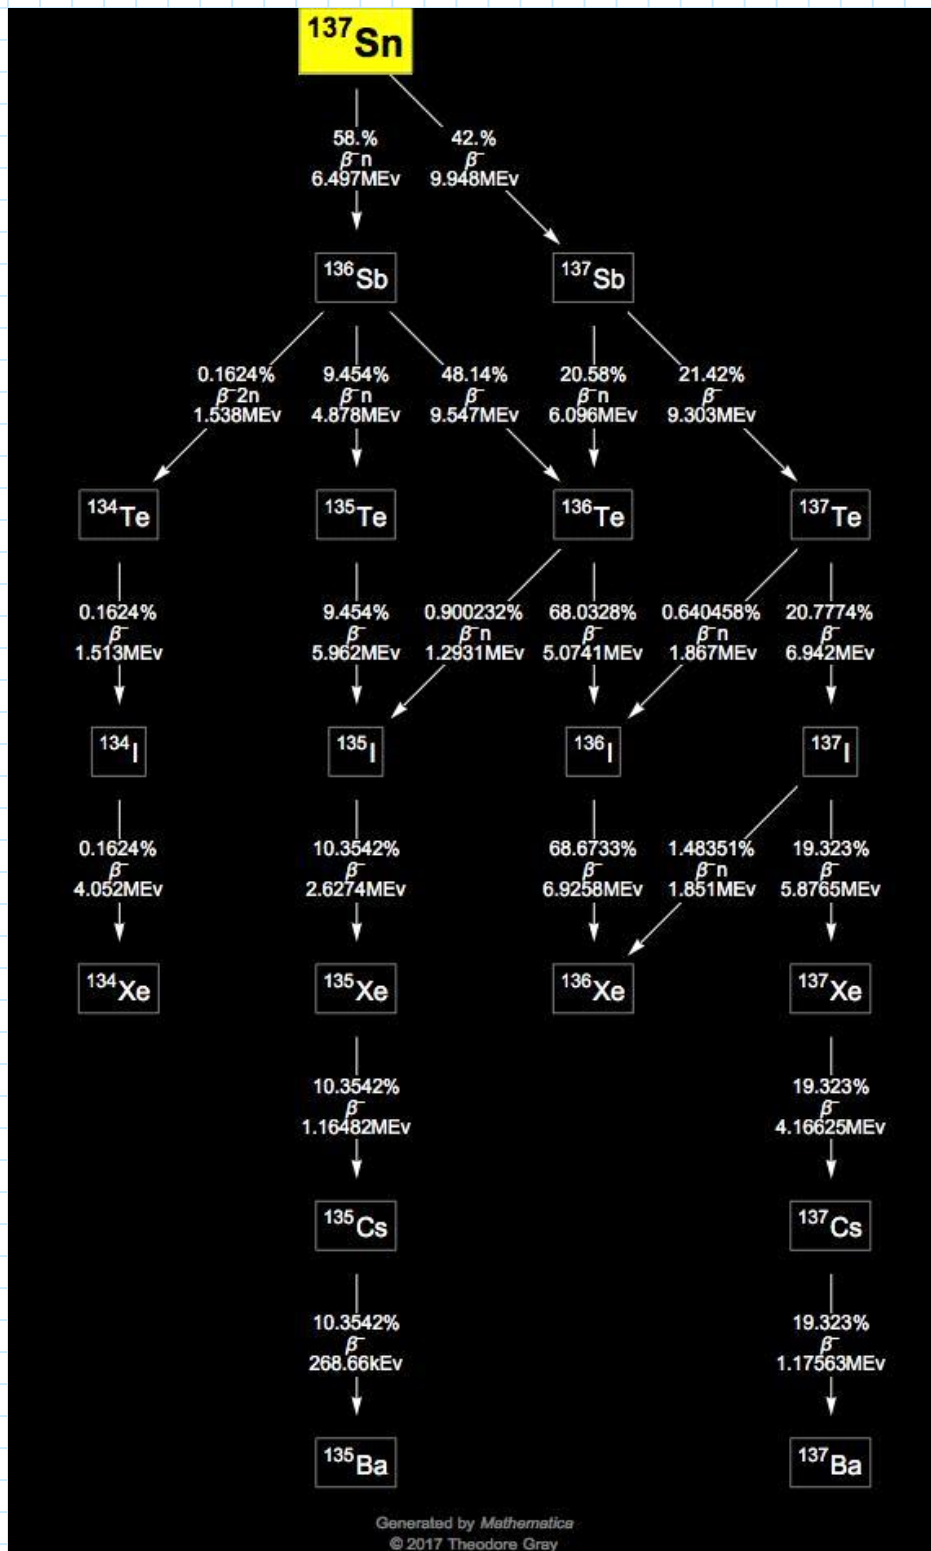 137Sn
58.% 42.%
β-n β-
6.497MEv 9.948MEv
136Sb 137Sb
0.1624% 9.454% 48.14% 20.58% 21.42%
β-2n β-n β- β-n β-
1.538MEv 4.878MEv 9.547MEv 6.096MEv 9.303MEv
134Te 135Te 136Te 137Te
0.1624% 9.454% 0.900232% 68.0328% 0.640458% 20.7774%
β- β- β-n β- β-n β-
1.513MEv 5.962MEv 1.2931MEv 5.0741MEv 1.867MEv 6.942MEv
134I 135I 136I 137I
0.1624% 10.3542% 68.6733% 1.48351% 19.323%
β- β- β- β-n β-
4.052MEv 2.6274MEv 6.9258MEv 1.851MEv 5.8765MEv
134Xe 135Xe 136Xe 137Xe
10.3542% 19.323%
β- β-
1.16482MEv 4.16625MEv
135Cs 137Cs
10.3542% 19.323%
β- β-
268.66kEv 1.17563MEv
135Ba 137Ba
Generated by Mathematica
© 2017 Theodore Gray